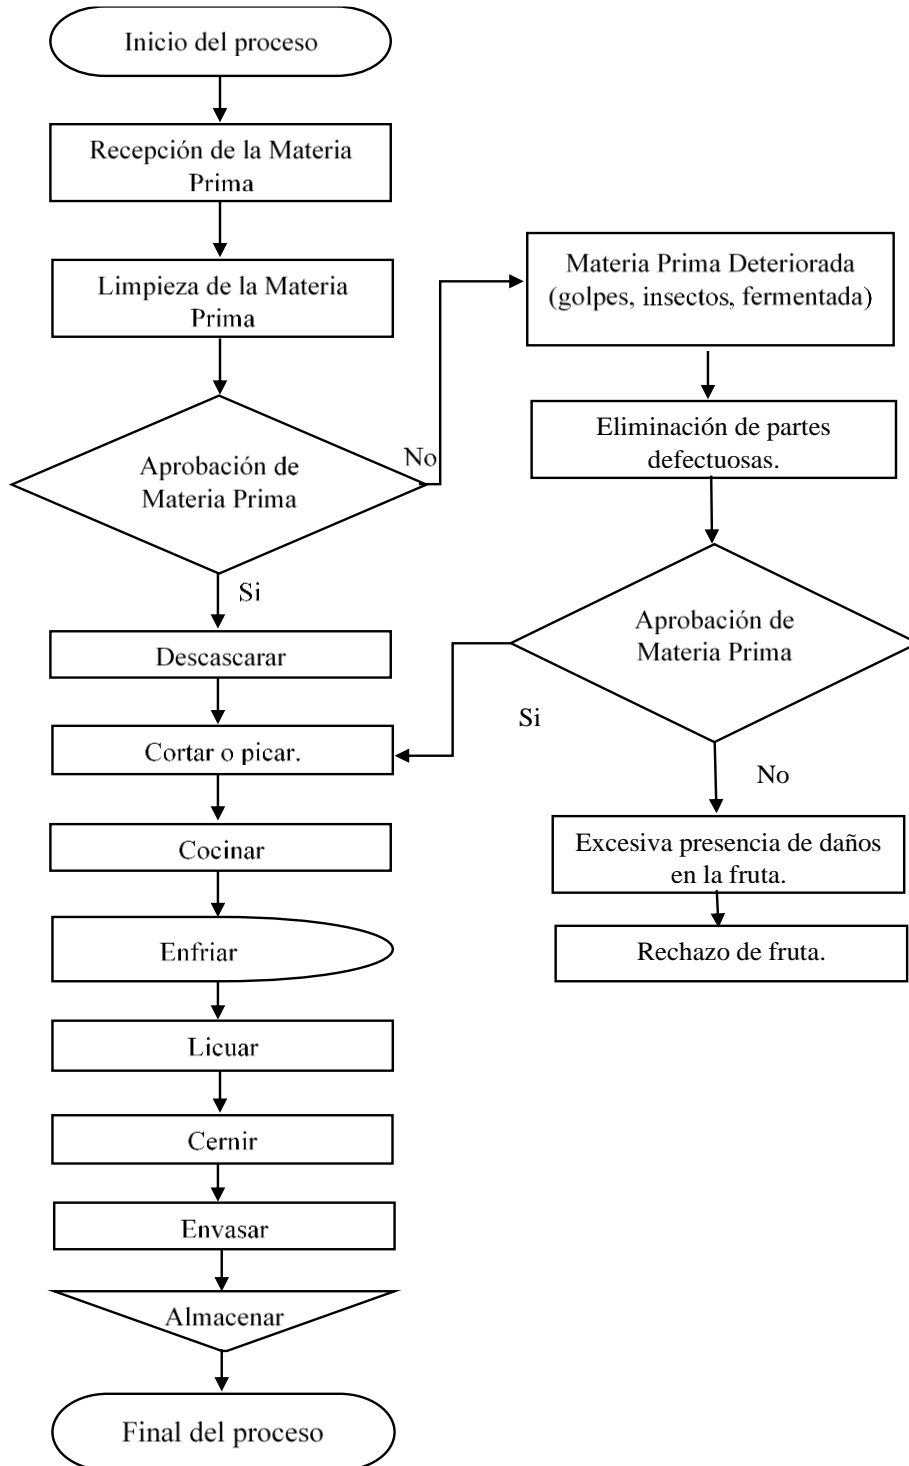 Inicio del proceso
Recepción de la Materia
Prima
Limpieza de la Materia
Prima
Aprobación de
Materia Prima
No
Si
Materia Prima Deteriorada
(golpes, insectos, fermentada)
Eliminación de partes
defectuosas.
Aprobación de
Materia Prima
Si
No
Excesiva presencia de daños
en la fruta.
Rechazo de fruta.
Descascarar
Cortar o picar.
Cocinar
Enfriar
Licuar
Cernir
Envasar
Almacenar
Final del proceso